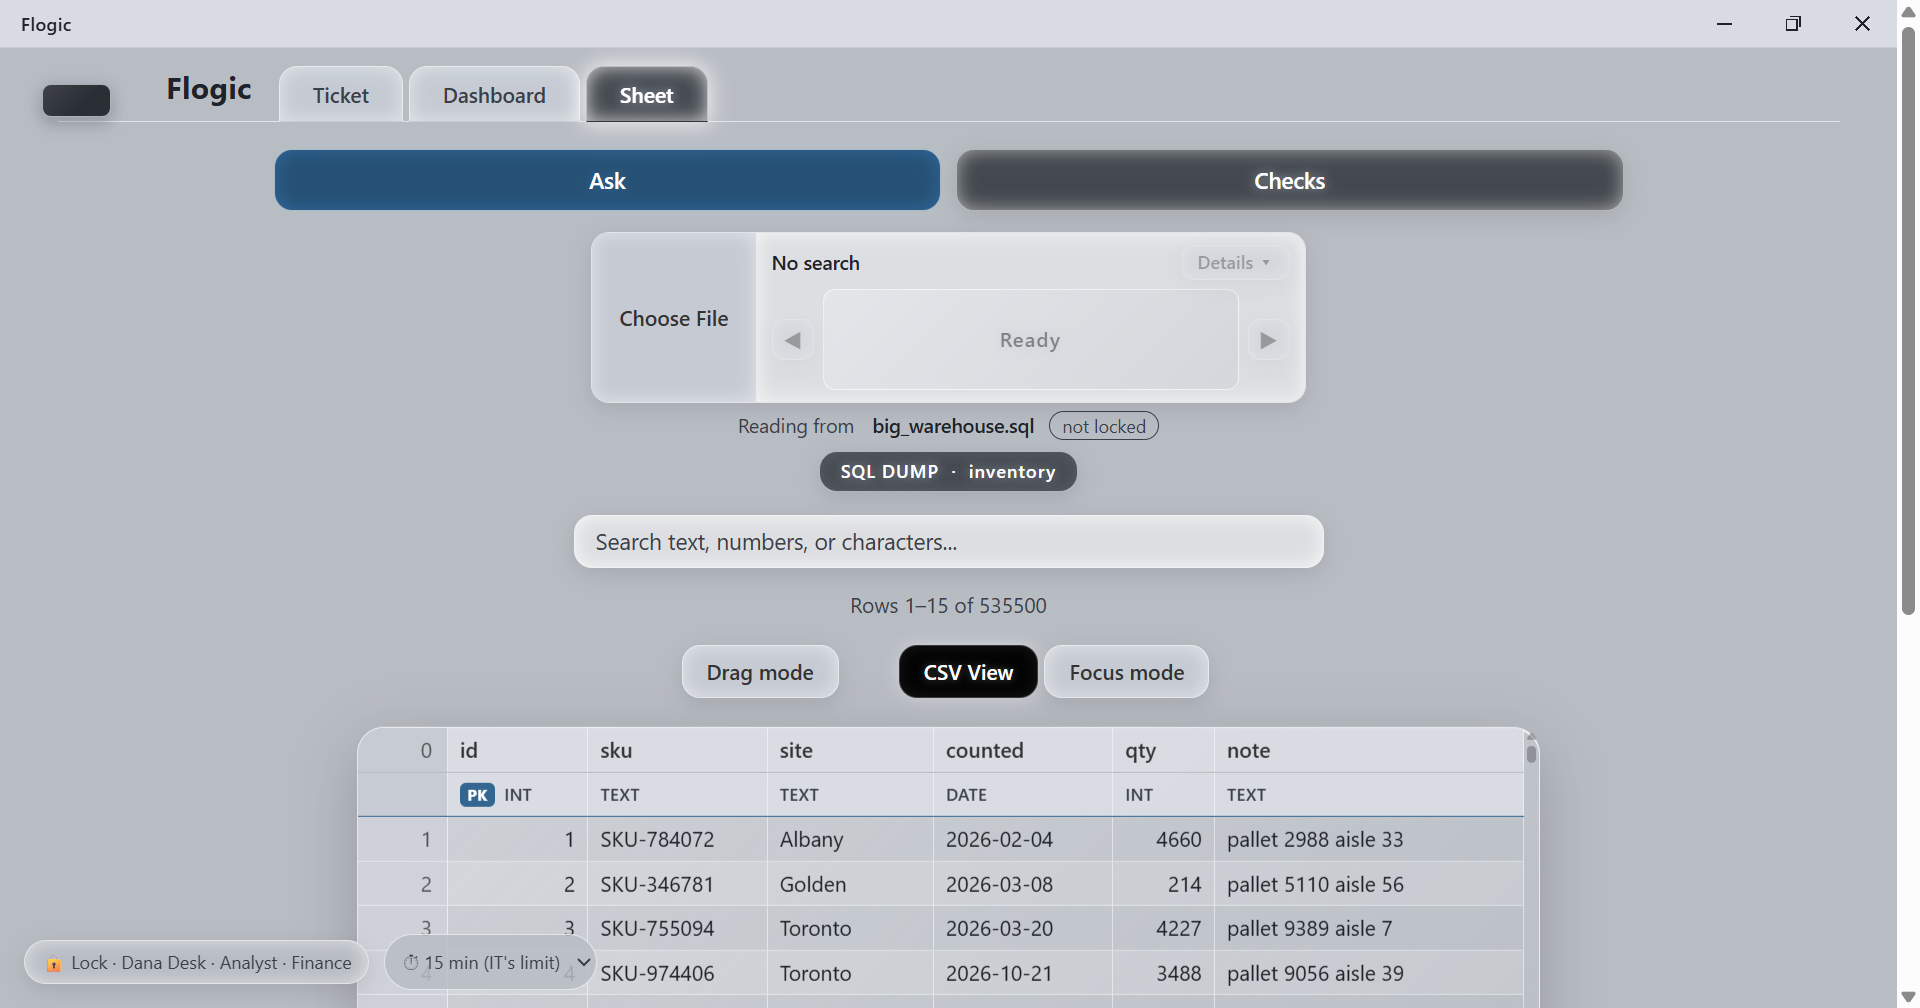 Flogic
Flogic
Ticket
Dashboard
Sheet
Ask
Checks
Choose File
No search
Details
Ready
Reading from big_warehouse.sql not locked
SQL DUMP · inventory
Search text, numbers, or characters...
Rows 1–15 of 535500
Drag mode
CSV View
Focus mode
0 id sku site counted qty note
PK INT TEXT TEXT DATE INT TEXT
1 1 SKU-784072 Albany 2026-02-04 4660 pallet 2988 aisle 33
2 2 SKU-346781 Golden 2026-03-08 214 pallet 5110 aisle 56
3 3 SKU-755094 Toronto 2026-03-20 4227 pallet 9389 aisle 7
4 4 SKU-974406 Toronto 2026-10-21 3488 pallet 9056 aisle 39
Lock · Dana Desk · Analyst · Finance
15 min (IT's limit)